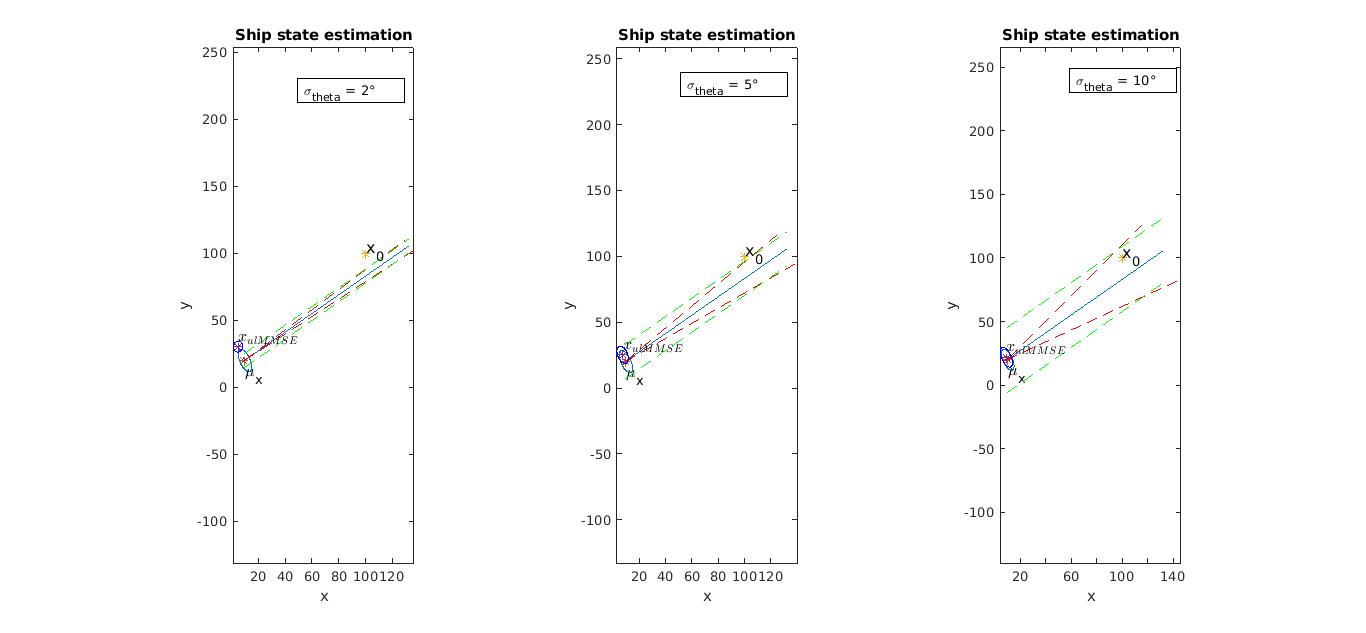 Ship state estimation
σtheta = 2°
250
200
150
100
50
0
-50
-100
y
x0
xulMMSE
μx
20 40 60 80 100 120
x
Ship state estimation
σtheta = 5°
250
200
150
100
50
0
-50
-100
y
x0
xulMMSE
μx
20 40 60 80 100 120
x
Ship state estimation
σtheta = 10°
250
200
150
100
50
0
-50
-100
y
x0
xulMMSE
μx
20 60 100 140
x